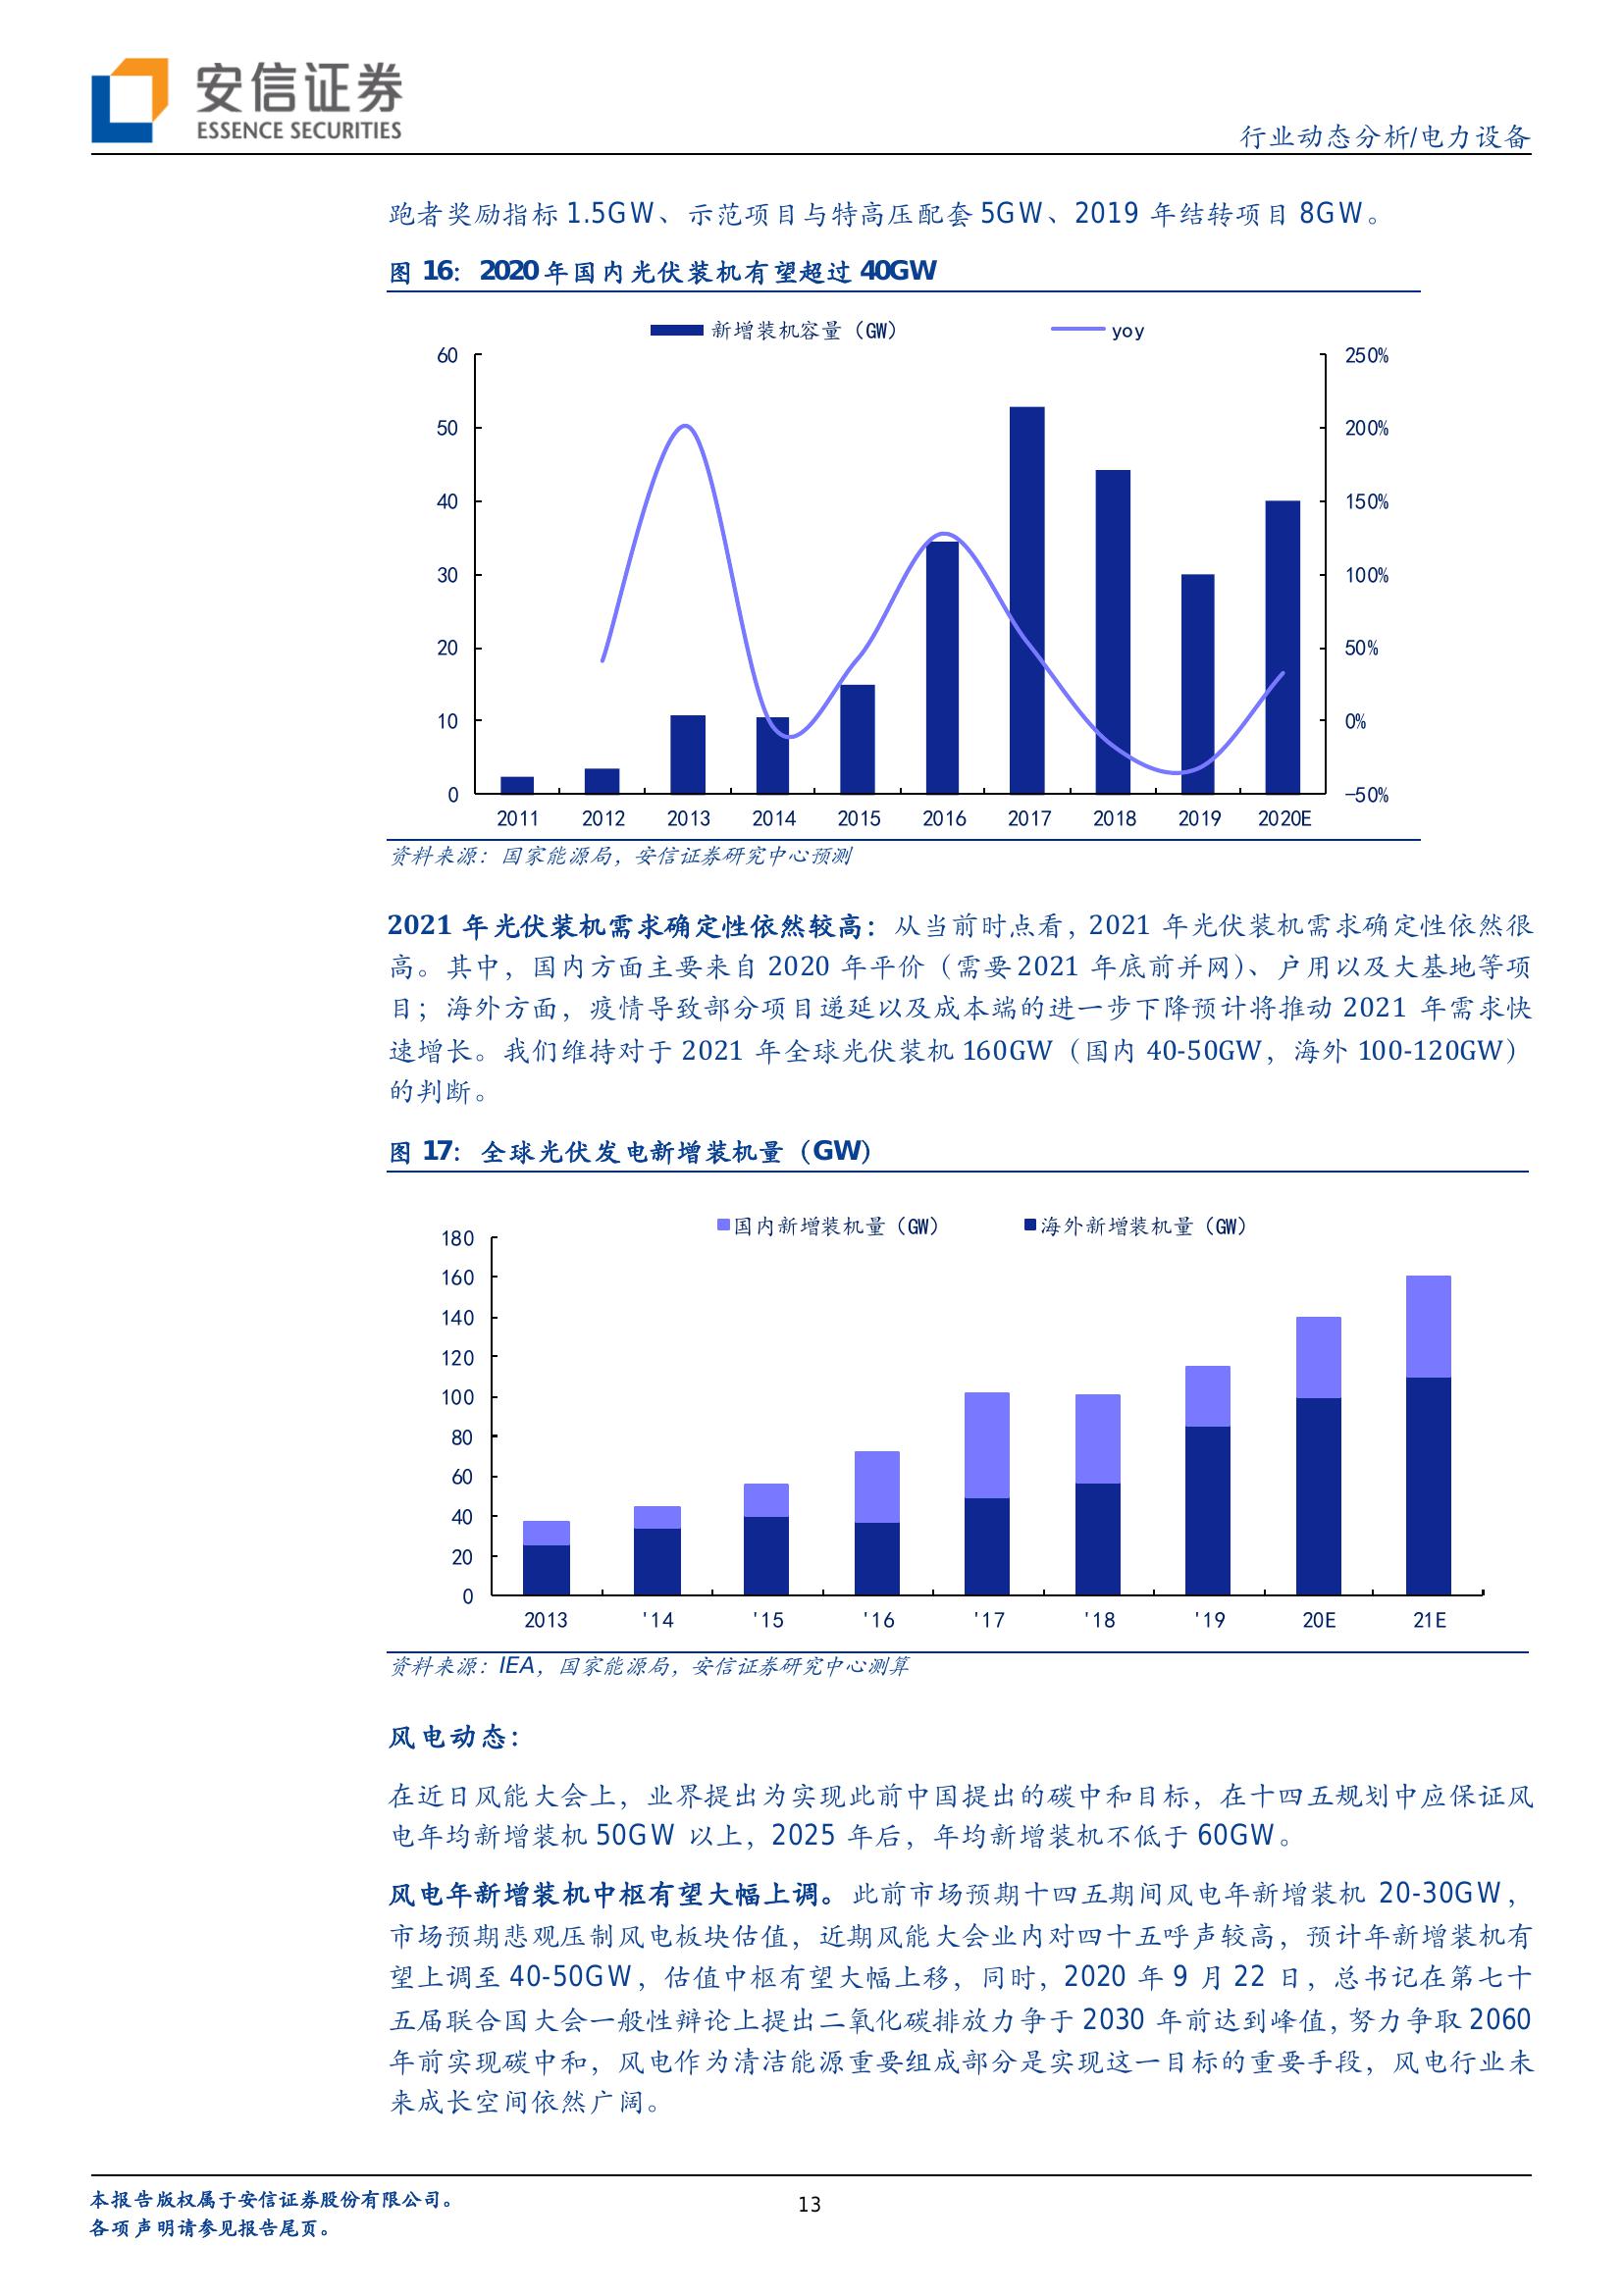 安信证券
ESSENCE SECURITIES
行业动态分析/电力设备
跑者奖励指标 1.5GW、示范项目与特高压配套 5GW、2019 年结转项目 8GW。
图 16： 2020 年国内光伏装机有望超过 40GW
新增装机容量（GW） yoy
60 250%
50 200%
40 150%
30 100%
20 50%
10 0%
0 -50%
2011 2012 2013 2014 2015 2016 2017 2018 2019 2020E
资料来源：国家能源局，安信证券研究中心预测
2021 年光伏装机需求确定性依然较高：从当前时点看，2021 年光伏装机需求确定性依然很
高。其中，国内方面主要来自 2020 年平价（需要 2021 年底前并网）、户用以及大基地等项
目；海外方面，疫情导致部分项目递延以及成本端的进一步下降预计将推动 2021 年需求快
速增长。我们维持对于 2021 年全球光伏装机 160GW（国内 40-50GW，海外 100-120GW）
的判断。
图 17： 全球光伏发电新增装机量（GW）
国内新增装机量（GW） 海外新增装机量（GW）
180
160
140
120
100
80
60
40
20
0
2013 '14 '15 '16 '17 '18 '19 20E 21E
资料来源：IEA，国家能源局，安信证券研究中心测算
风电动态：
在近日风能大会上，业界提出为实现此前中国提出的碳中和目标，在十四五规划中应保证风
电年均新增装机 50GW 以上，2025 年后，年均新增装机不低于 60GW。
风电年新增装机中枢有望大幅上调。此前市场预期十四五期间风电年新增装机 20-30GW，
市场预期悲观压制风电板块估值，近期风能大会业内对四十五呼声较高，预计年新增装机有
望上调至 40-50GW，估值中枢有望大幅上移，同时，2020 年 9 月 22 日，总书记在第七十
五届联合国大会一般性辩论上提出二氧化碳排放力争于 2030 年前达到峰值，努力争取 2060
年前实现碳中和，风电作为清洁能源重要组成部分是实现这一目标的重要手段，风电行业未
来成长空间依然广阔。
本报告版权属于安信证券股份有限公司。
各项声明请参见报告尾页。
13